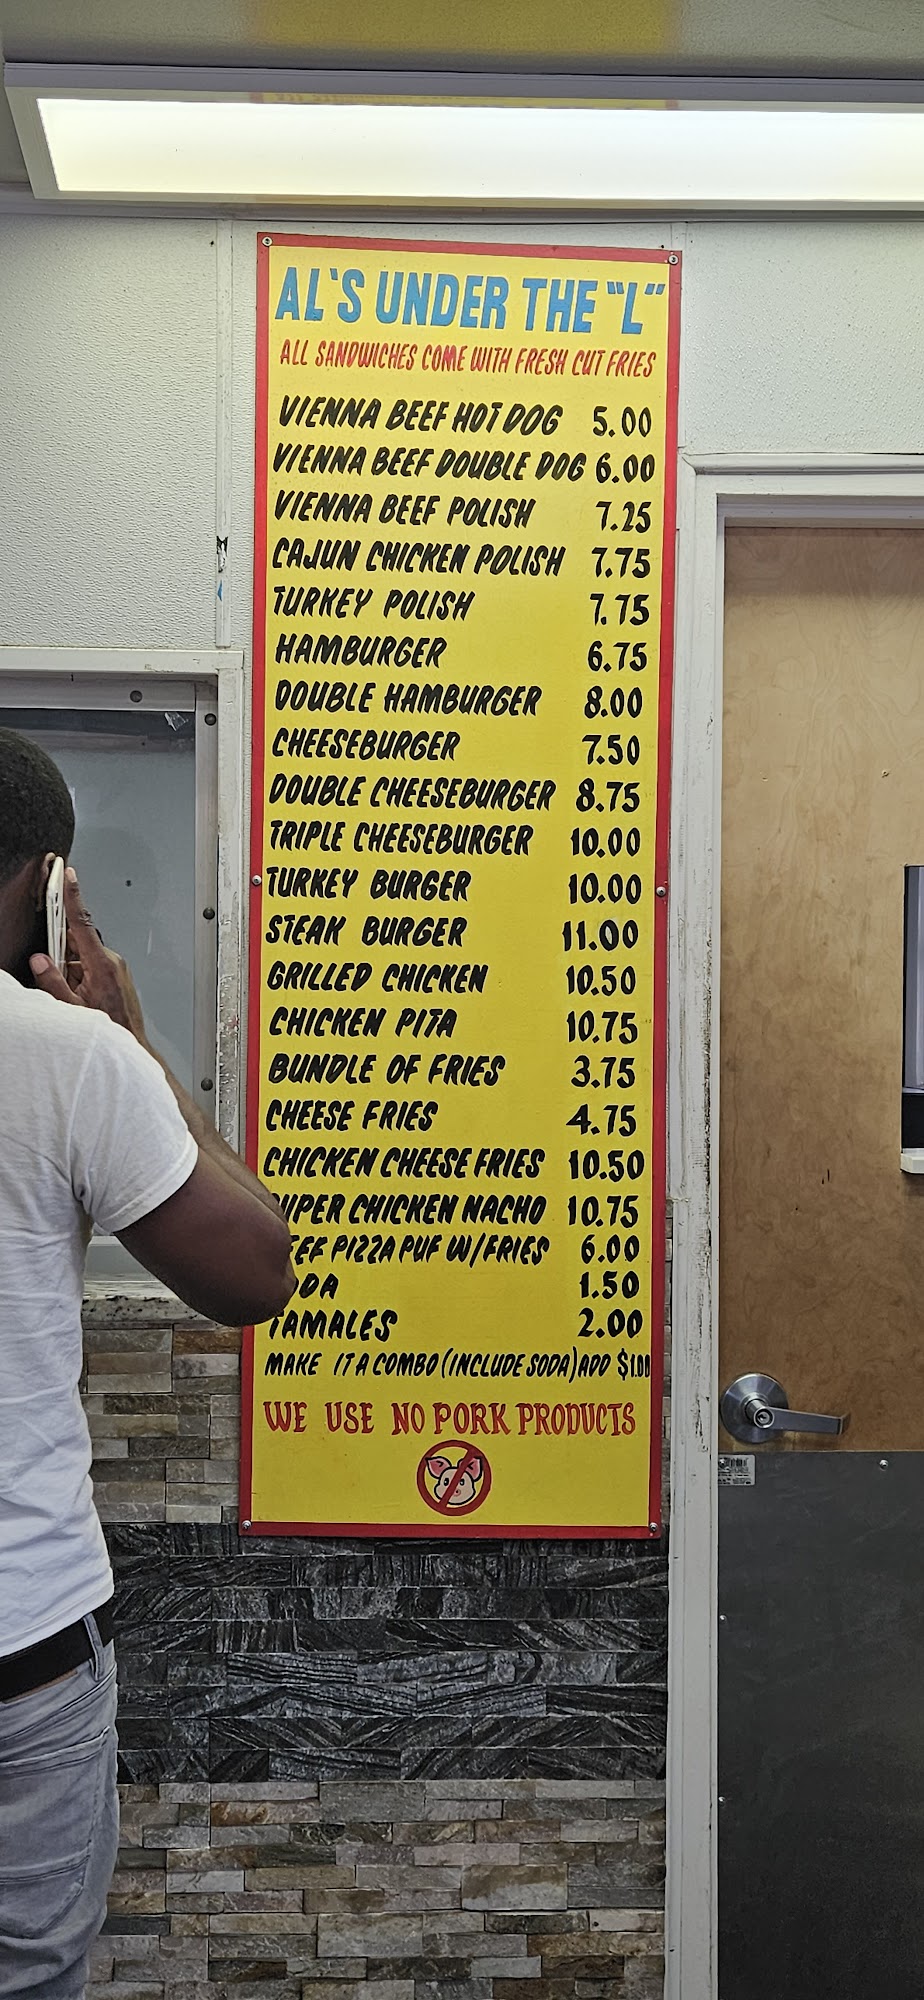 AL'S UNDER THE "L"
ALL SANDWICHES COME WITH FRESH CUT FRIES
VIENNA BEEF HOT DOG 5.00
VIENNA BEEF DOUBLE DOG 6.00
VIENNA BEEF POLISH 7.25
CAJUN CHICKEN POLISH 7.75
TURKEY POLISH 7.75
HAMBURGER 6.75
DOUBLE HAMBURGER 8.00
CHEESEBURGER 7.50
DOUBLE CHEESEBURGER 8.75
TRIPLE CHEESEBURGER 10.00
TURKEY BURGER 10.00
STEAK BURGER 11.00
GRILLED CHICKEN 10.50
CHICKEN PITA 10.75
BUNDLE OF FRIES 3.75
CHEESE FRIES 4.75
CHICKEN CHEESE FRIES 10.50
UPER CHICKEN NACHO 10.75
EEF PIZZA PUF W/FRIES 6.00
ODA 1.50
TAMALES 2.00
MAKE IT A COMBO (INCLUDE SODA) ADD $1.00
WE USE NO PORK PRODUCTS